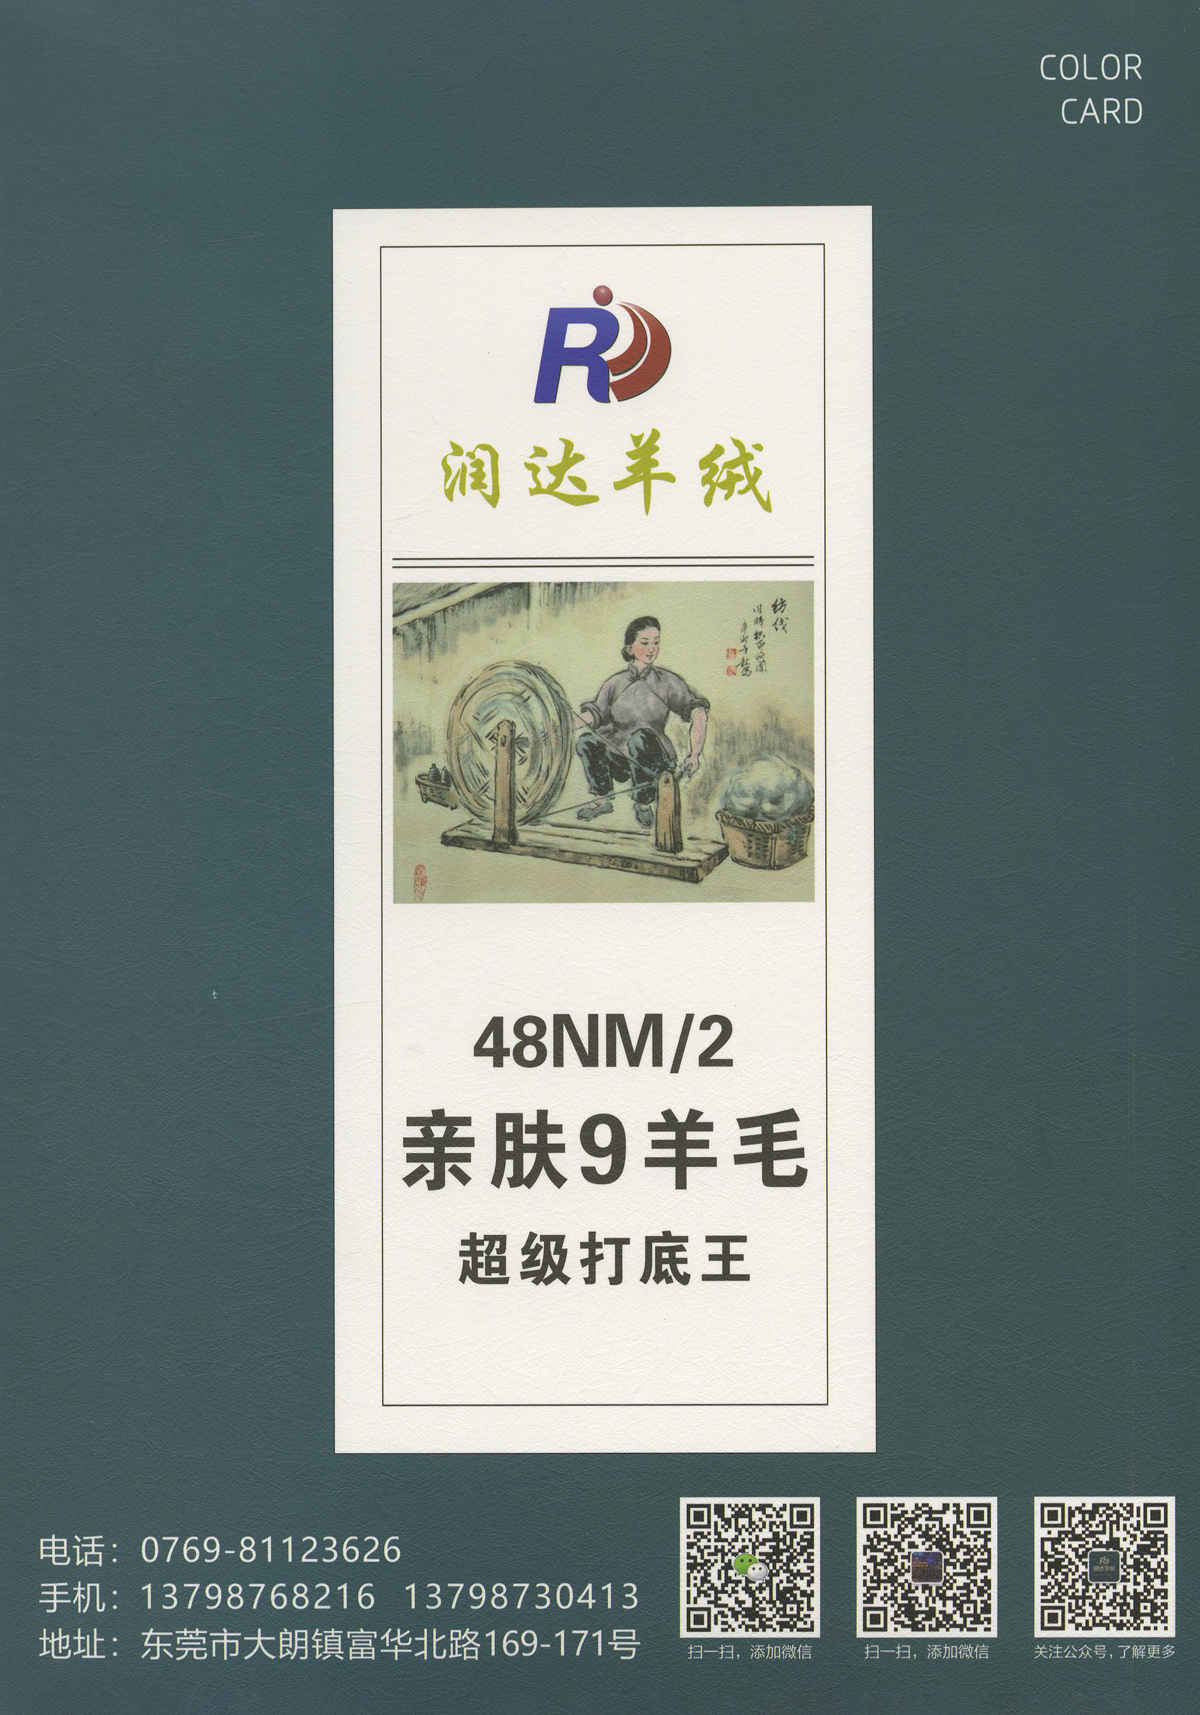 COLOR
CARD
R
润达羊绒
纺线
48NM/2
亲肤9羊毛
超级打底王
电话：0769-81123626
手机：13798768216 13798730413
地址：东莞市大朗镇富华北路169-171号
扫一扫，添加微信
扫一扫，添加微信
关注公众号，了解更多